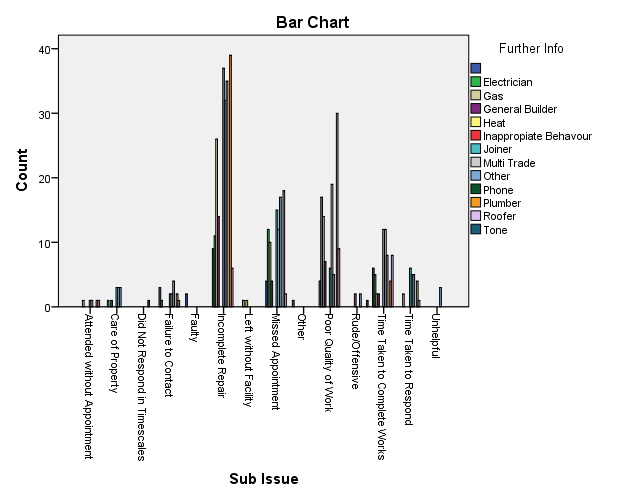 Bar Chart
Further Info
Electrician
Gas
General Builder
Heat
Inappropiate Behavour
Joiner
Multi Trade
Other
Phone
Plumber
Roofer
Tone
Count
40
30
20
10
0
Attended without Appointment
Care of Property
Did Not Respond in Timescales
Failure to Contact
Faulty
Incomplete Repair
Left without Facility
Missed Appointment
Other
Poor Quality of Work
Rude/Offensive
Time Taken to Complete Works
Time Taken to Respond
Unhelpful
Sub Issue